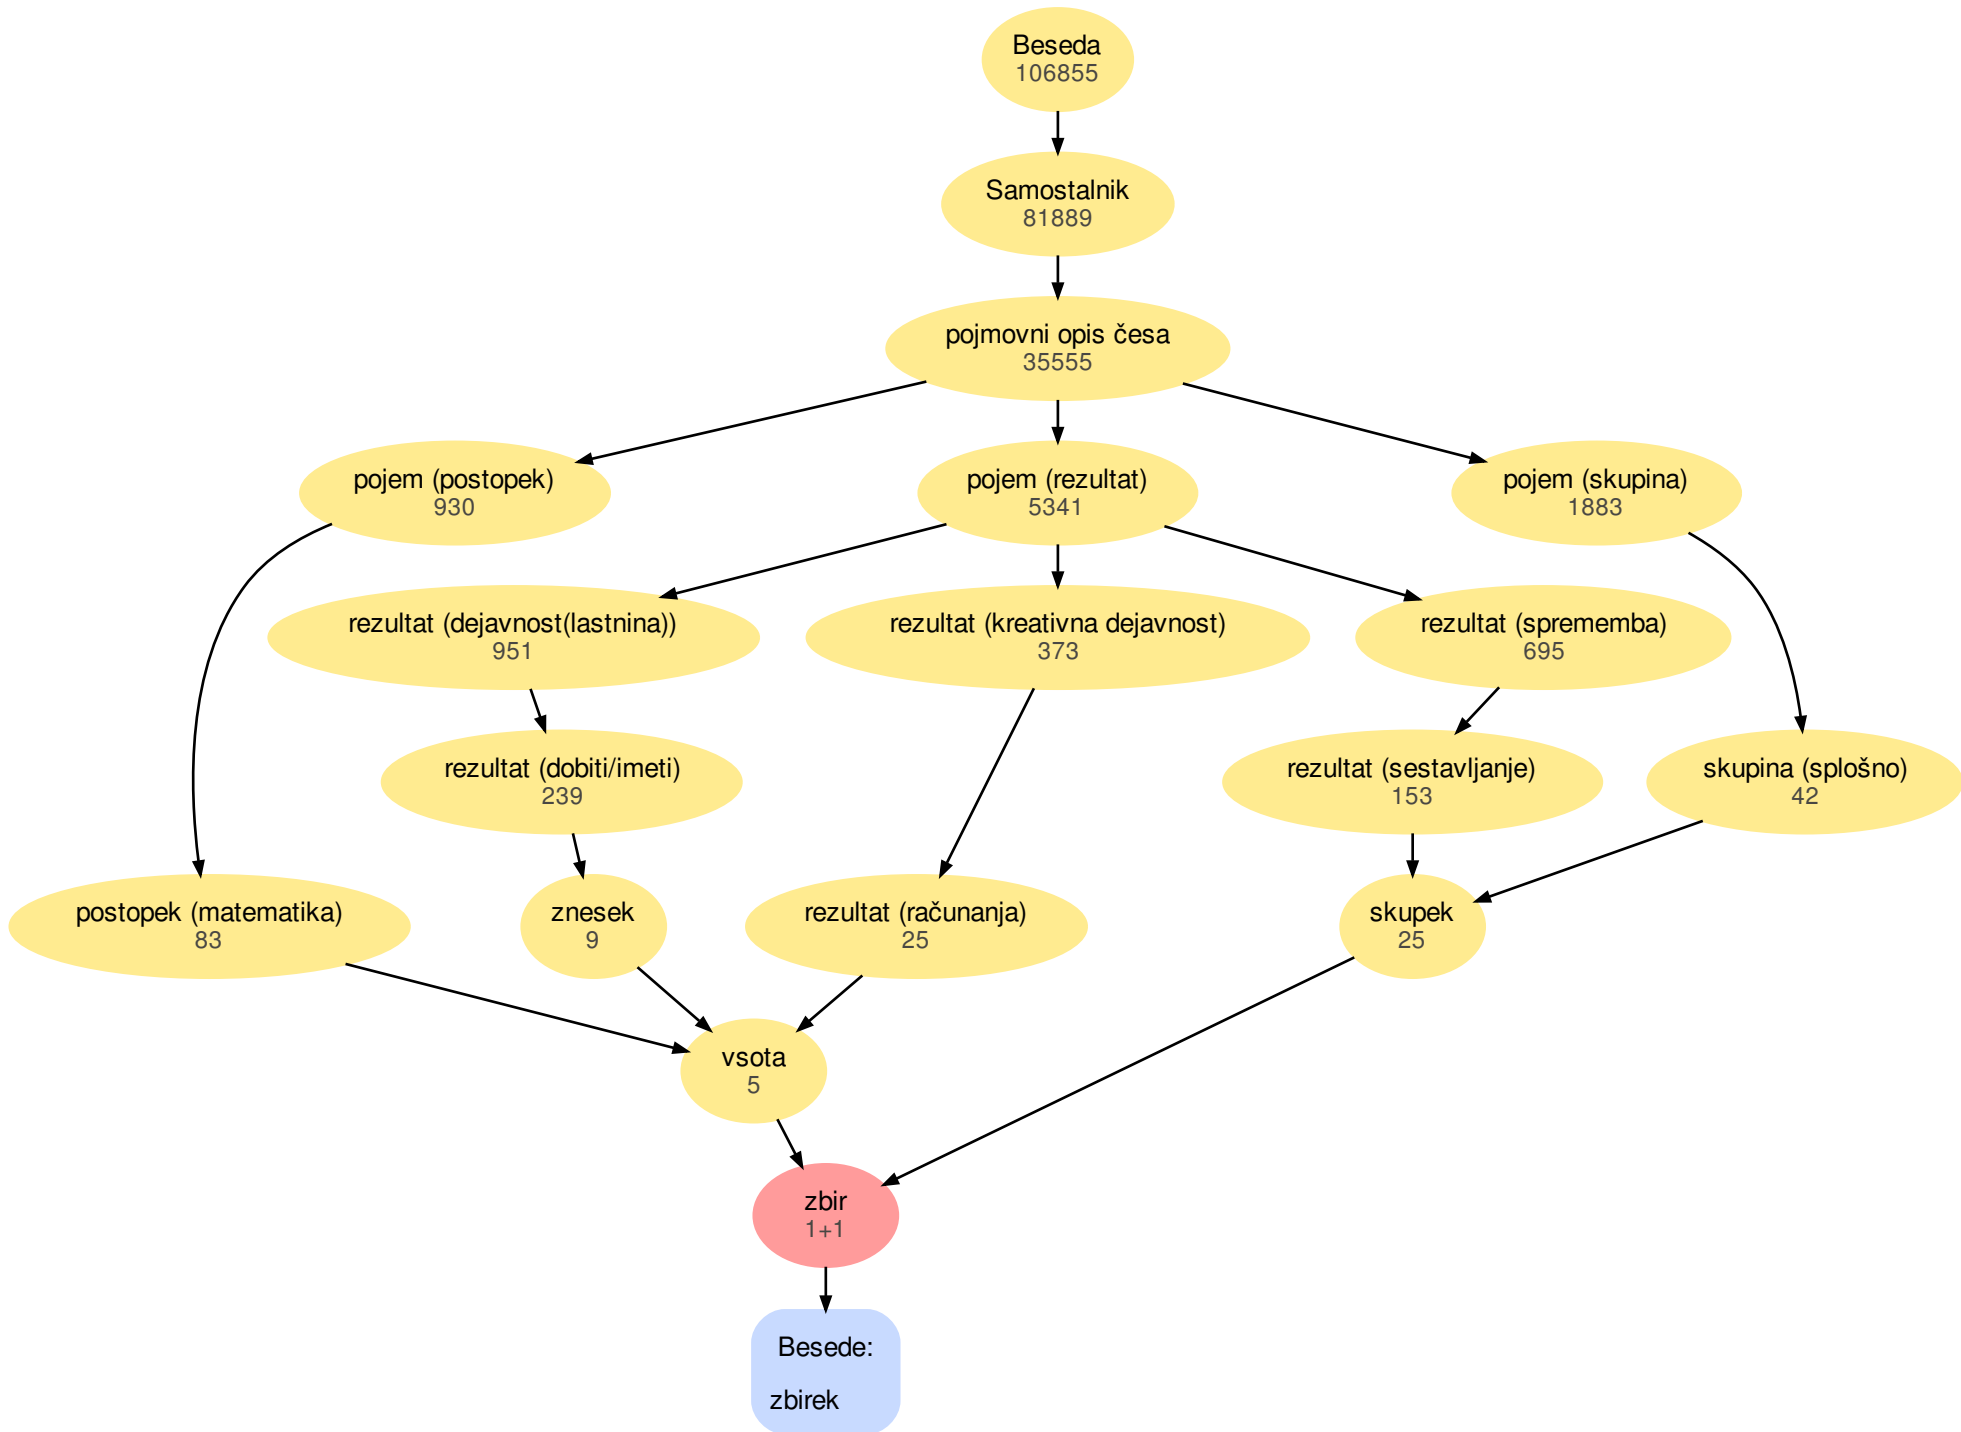 Beseda
106855
Samostalnik
81889
pojmovni opis česa
35555
pojem (postopek)
930
pojem (rezultat)
5341
pojem (skupina)
1883
rezultat (dejavnost(lastnina))
951
rezultat (kreativna dejavnost)
373
rezultat (sprememba)
695
rezultat (dobiti/imeti)
239
rezultat (sestavljanje)
153
skupina (splošno)
42
postopek (matematika)
83
znesek
9
rezultat (računanja)
25
skupek
25
vsota
5
zbir
1+1
Besede:
zbirek